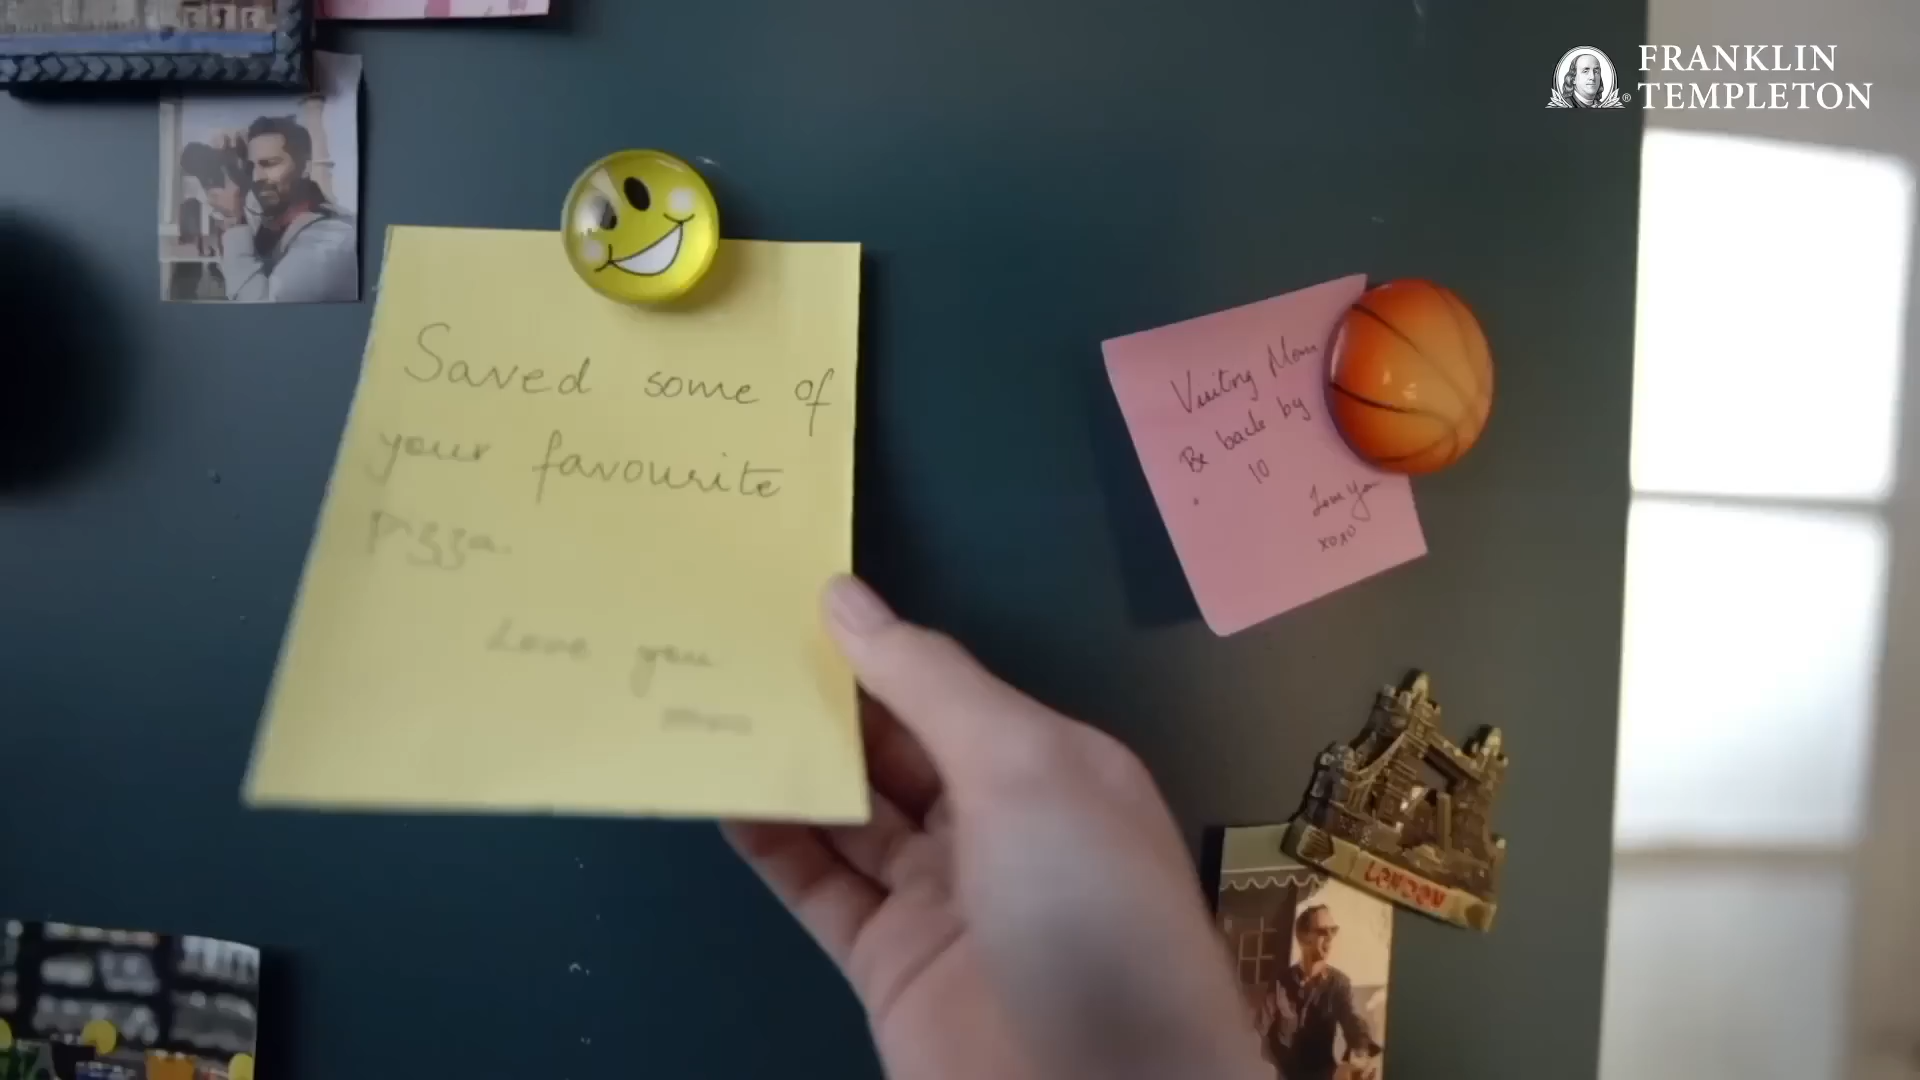 FRANKLIN
TEMPLETON
Saved some of
your favourite
pizza.
Love you
Visiting Mom
Be back by
10
Love You
xoxo
LONDON